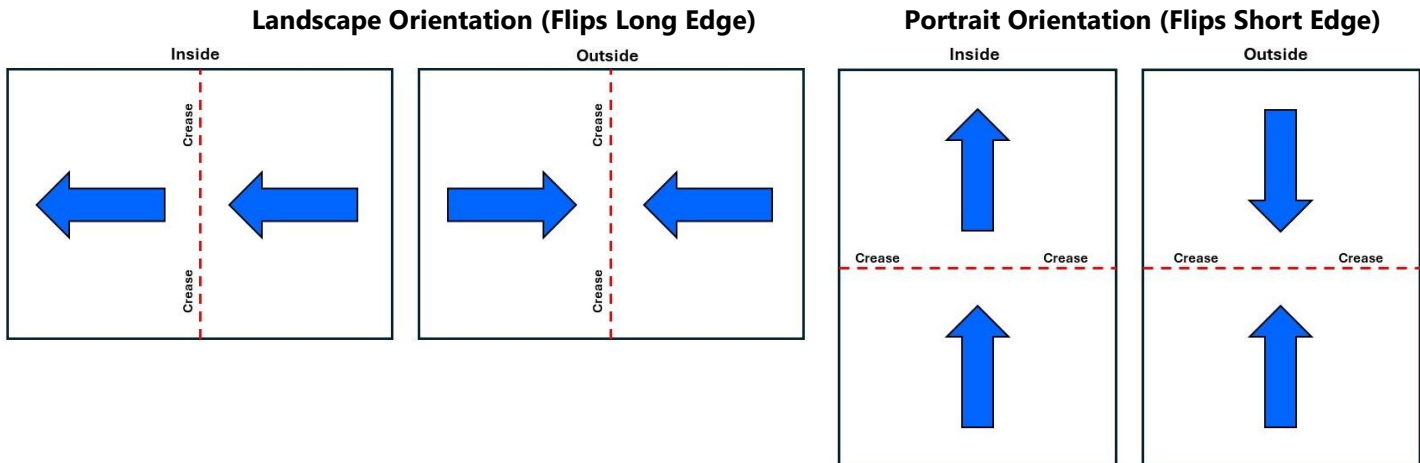 Landscape Orientation (Flips Long Edge)
Inside
Crease
Crease
Outside
Crease
Crease
Portrait Orientation (Flips Short Edge)
Inside
Crease Crease
Outside
Crease Crease